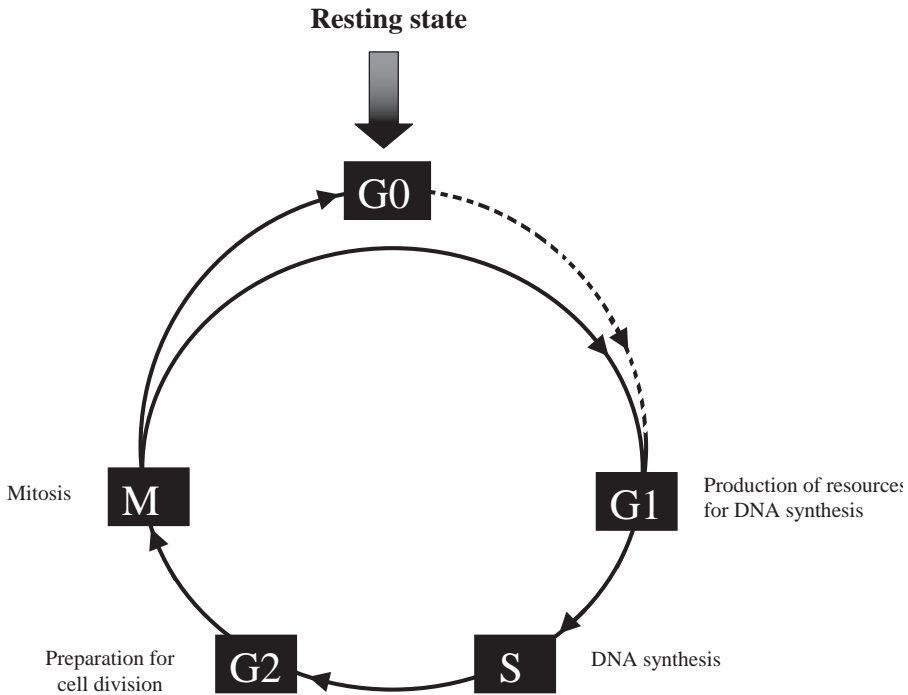 Resting state
G0
Mitosis
M
G1
Production of resources
for DNA synthesis
Preparation for
cell division
G2
S
DNA synthesis